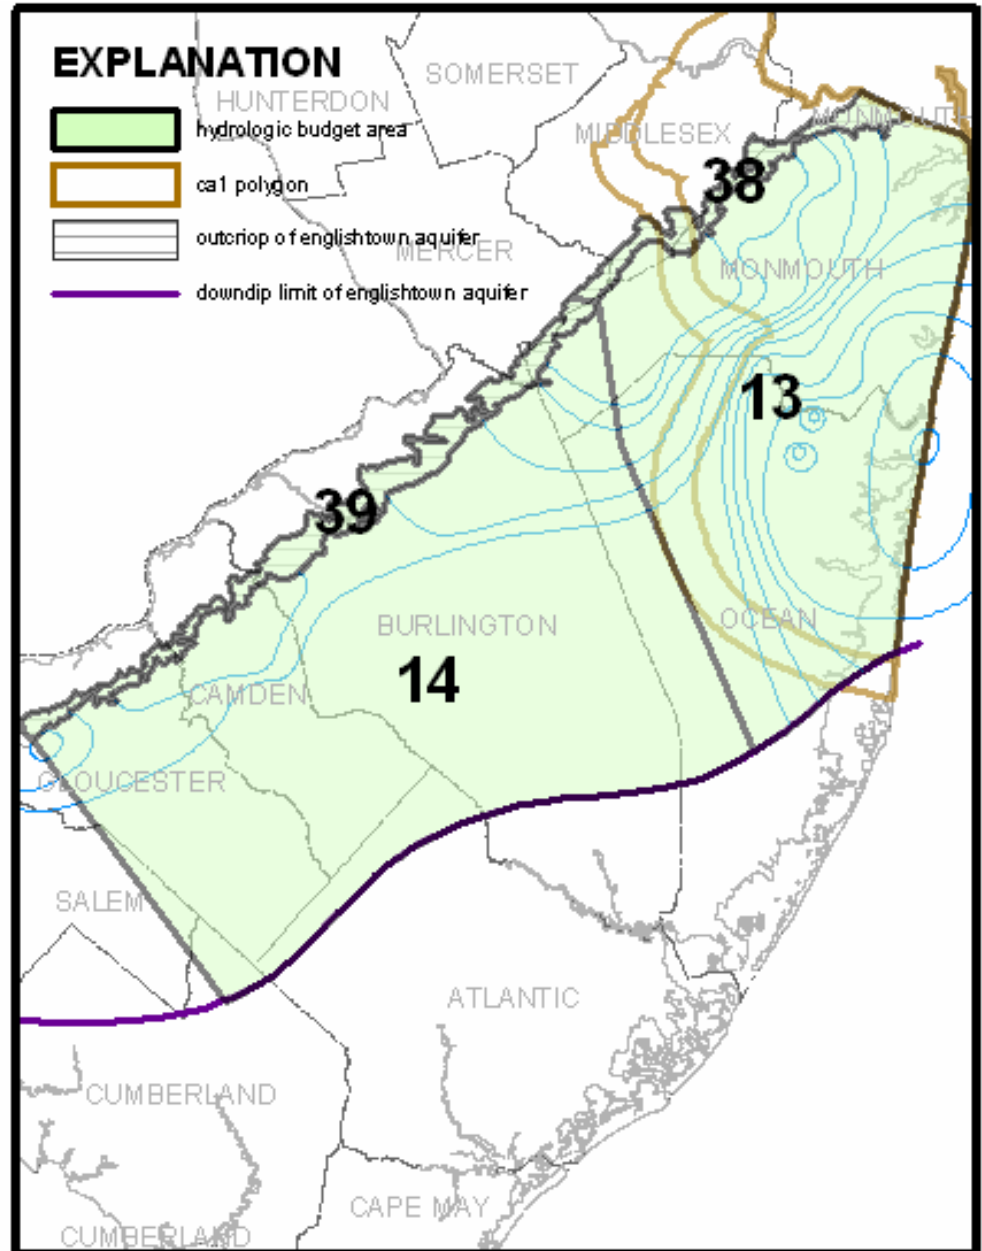 EXPLANATION
hydrologic budget area
ca1 polygon
outcriop of englishtown aquifer
downdip limit of englishtown aquifer
SOMERSET
HUNTERDON
MIDDLESEX
MONMOUTH
38
MERCER
MONMOUTH
13
39
BURLINGTON
OCEAN
14
CAMDEN
GLOUCESTER
SALEM
ATLANTIC
CUMBERLAND
CAPE MAY
CUMBERLAND